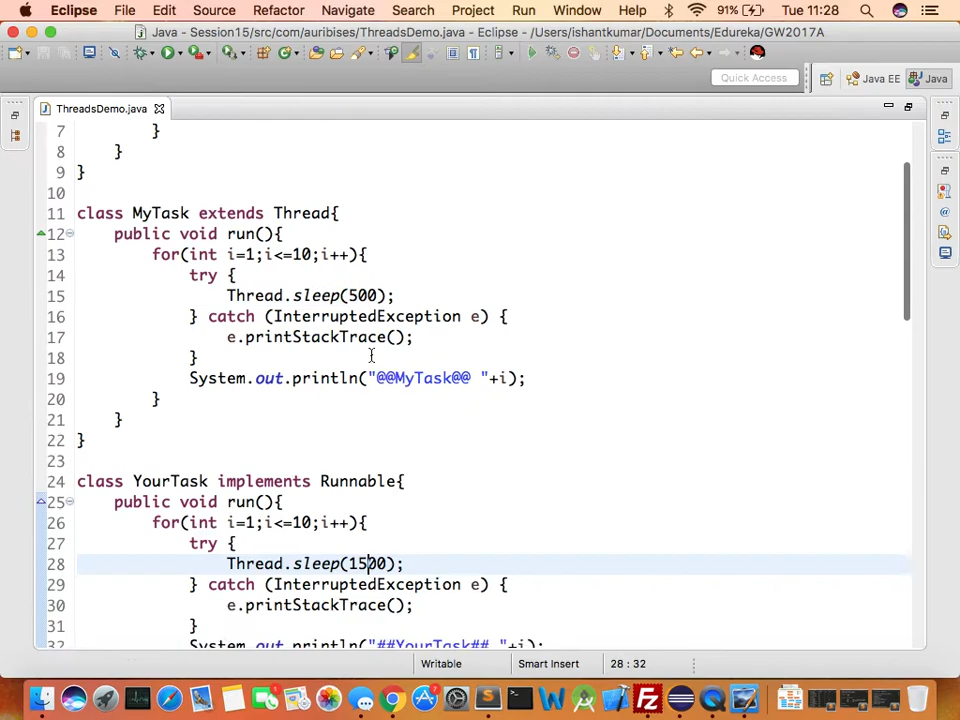 Eclipse File Edit Source Refactor Navigate Search Project Run Window Help 91% Tue 11:28
Java - Session15/src/com/auribises/ThreadsDemo.java - Eclipse - /Users/ishantkumar/Documents/Edureka/GW2017A
Quick Access Java EE Java
ThreadsDemo.java
7 }
8 }
9 }
10
11 class MyTask extends Thread{
12 public void run(){
13 for(int i=1;i<=10;i++){
14 try {
15 Thread.sleep(500);
16 } catch (InterruptedException e) {
17 e.printStackTrace();
18 }
19 System.out.println("@@MyTask@@ "+i);
20 }
21 }
22 }
23
24 class YourTask implements Runnable{
25 public void run(){
26 for(int i=1;i<=10;i++){
27 try {
28 Thread.sleep(1500);
29 } catch (InterruptedException e) {
30 e.printStackTrace();
31 }
32 System.out.println("##YourTask## "+i);
Writable Smart Insert 28 : 32